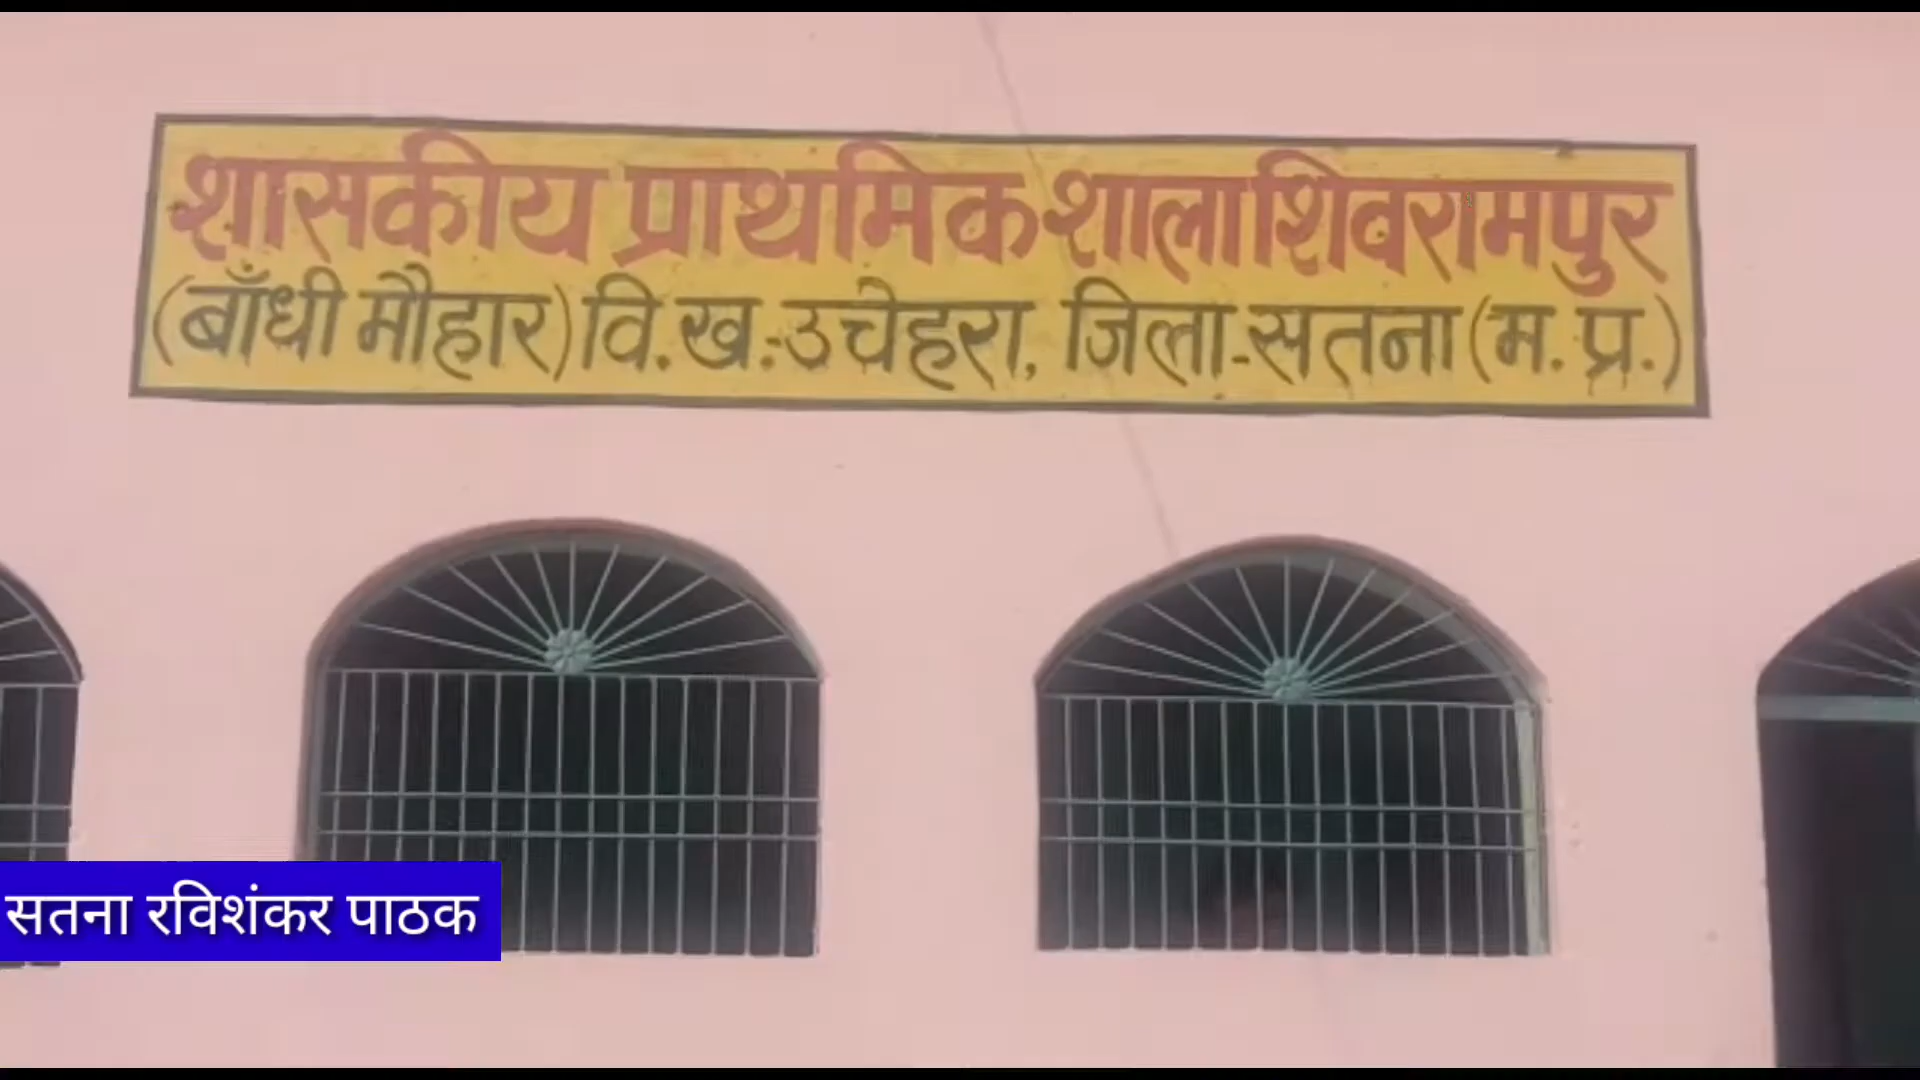 शासकीय प्राथमिक शाला शिवरामपुर
(बाँधी मौहार) वि.ख.-उचेहरा, जिला-सतना (म.प्र.)
सतना रविशंकर पाठक